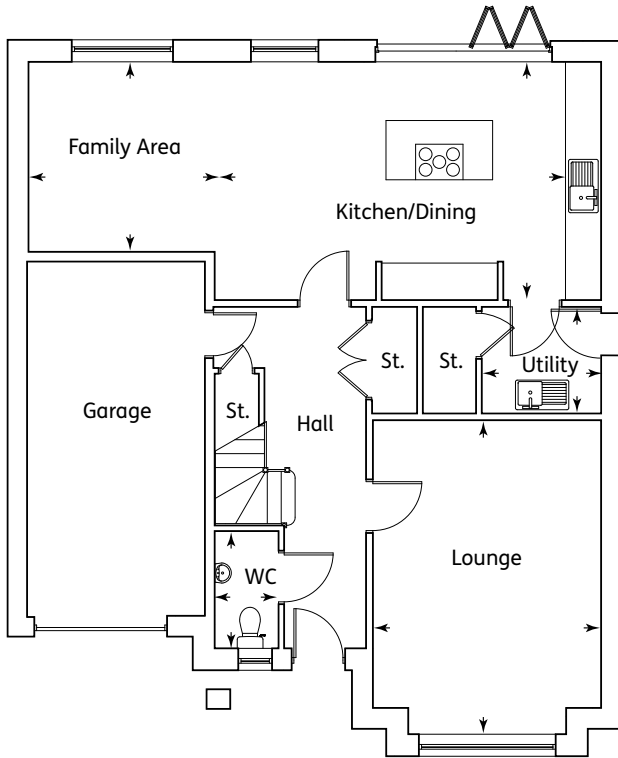 Family Area
Kitchen/Dining
Garage
St.
Hall
St.
St.
Utility
WC
Lounge